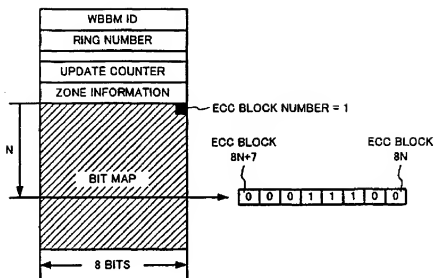 WBBM ID
RING NUMBER
UPDATE COUNTER
ZONE INFORMATION
ECC BLOCK NUMBER = 1
N
BIT MAP
ECC BLOCK
8N+7
ECC BLOCK
8N
0 0 0 1 1 1 0 0
8 BITS